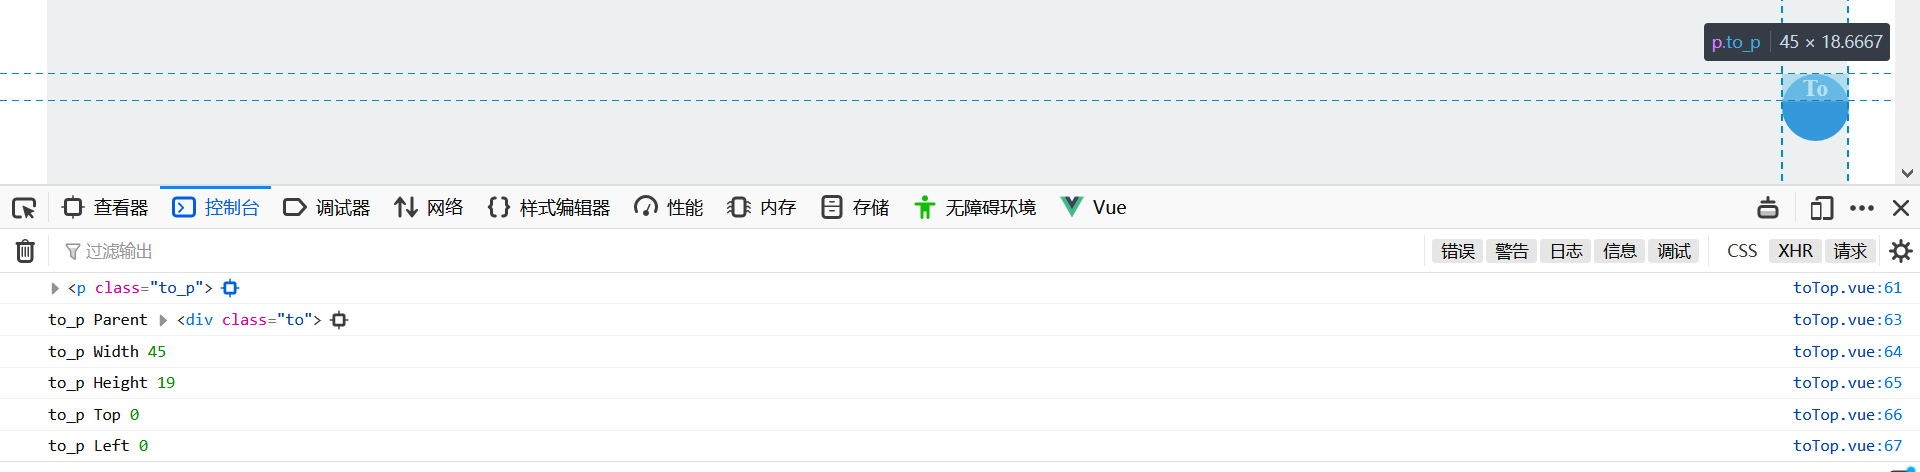 p.to_p 45 × 18.6667
To
查看器 控制台 调试器 网络 样式编辑器 性能 内存 存储 无障碍环境 Vue
过滤输出 错误 警告 日志 信息 调试 CSS XHR 请求
<p class="to_p"> toTop.vue:61
to_p Parent <div class="to"> toTop.vue:63
to_p Width 45 toTop.vue:64
to_p Height 19 toTop.vue:65
to_p Top 0 toTop.vue:66
to_p Left 0 toTop.vue:67